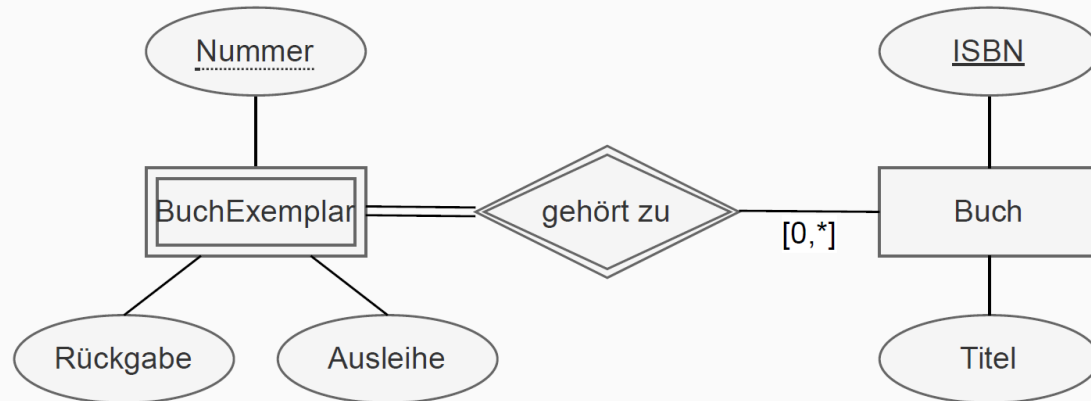 Nummer
ISBN
BuchExemplar
gehört zu
[0,*]
Buch
Rückgabe
Ausleihe
Titel